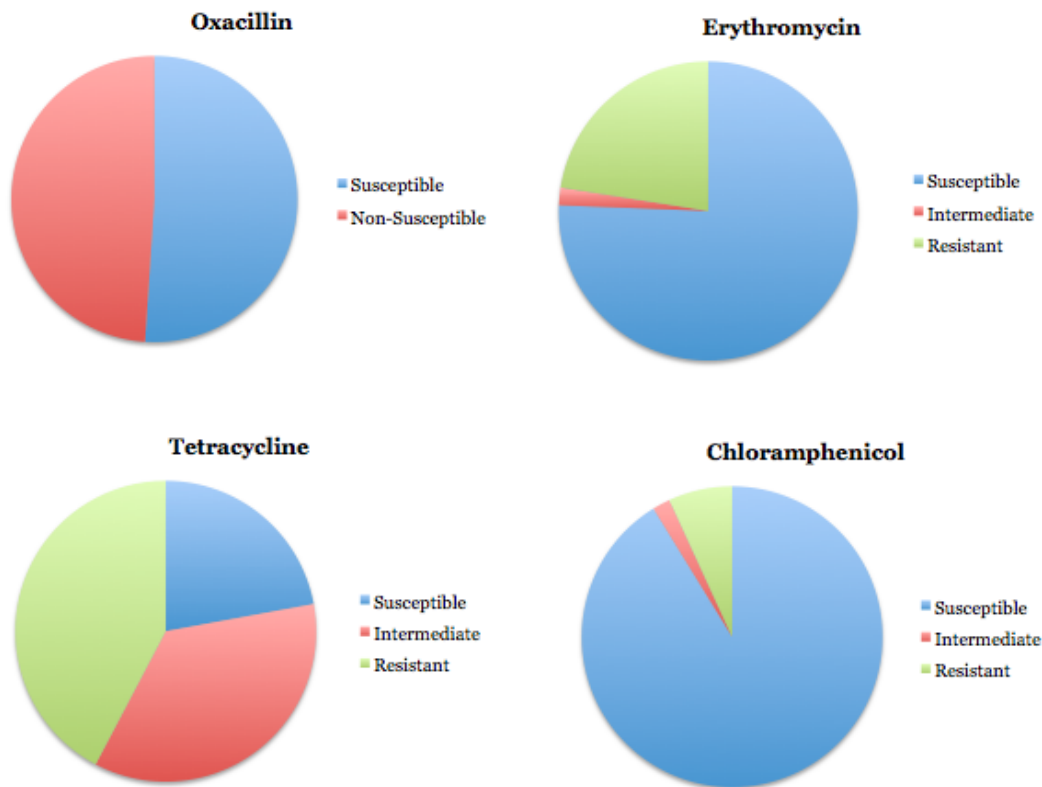 Oxacillin
Susceptible
Non-Susceptible
Erythromycin
Susceptible
Intermediate
Resistant
Tetracycline
Susceptible
Intermediate
Resistant
Chloramphenicol
Susceptible
Intermediate
Resistant